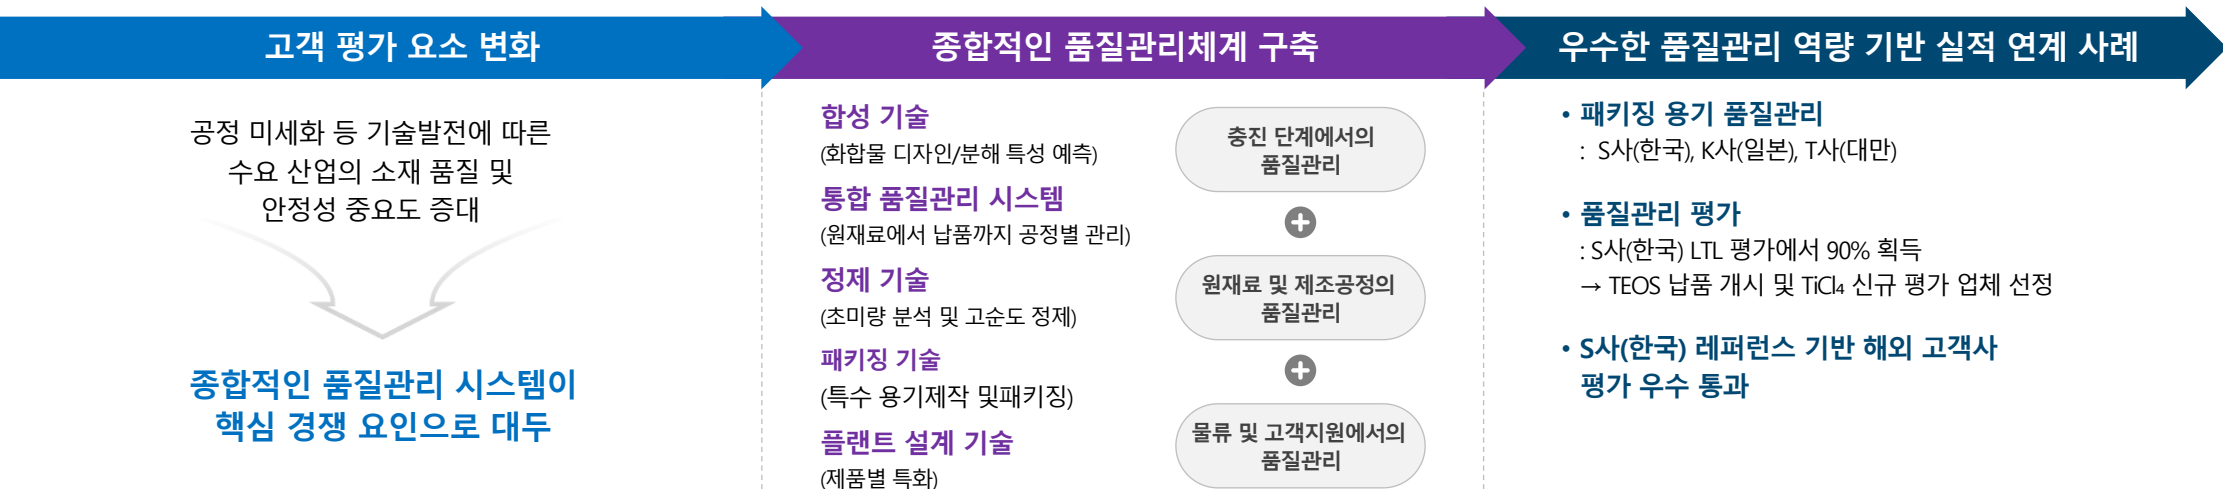 고객 평가 요소 변화
공정 미세화 등 기술발전에 따른
수요 산업의 소재 품질 및
안정성 중요도 증대
종합적인 품질관리 시스템이
핵심 경쟁 요인으로 대두
종합적인 품질관리체계 구축
합성 기술
(화합물 디자인/분해 특성 예측)
통합 품질관리 시스템
(원재료에서 납품까지 공정별 관리)
정제 기술
(초미량 분석 및 고순도 정제)
패키징 기술
(특수 용기제작 및패키징)
플랜트 설계 기술
(제품별 특화)
충진 단계에서의
품질관리
원재료 및 제조공정의
품질관리
물류 및 고객지원에서의
품질관리
우수한 품질관리 역량 기반 실적 연계 사례
• 패키징 용기 품질관리
: S사(한국), K사(일본), T사(대만)
• 품질관리 평가
: S사(한국) LTL 평가에서 90% 획득
→ TEOS 납품 개시 및 TiCl₄ 신규 평가 업체 선정
• S사(한국) 레퍼런스 기반 해외 고객사
평가 우수 통과